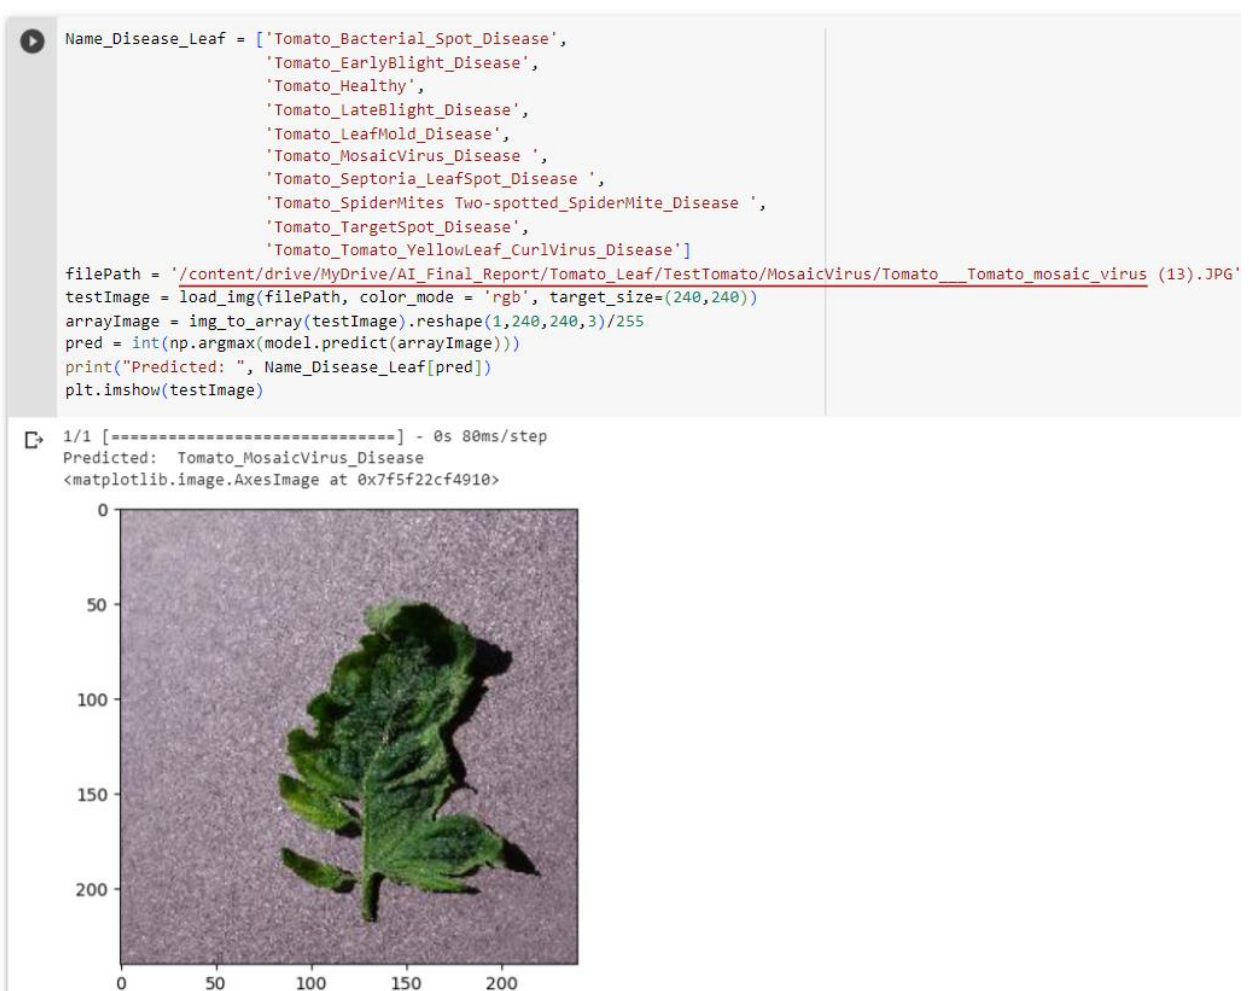 Name_Disease_Leaf = ['Tomato_Bacterial_Spot_Disease',
'Tomato_EarlyBlight_Disease',
'Tomato_Healthy',
'Tomato_LateBlight_Disease',
'Tomato_LeafMold_Disease',
'Tomato_MosaicVirus_Disease ',
'Tomato_Septoria_LeafSpot_Disease ',
'Tomato_SpiderMites Two-spotted_SpiderMite_Disease ',
'Tomato_TargetSpot_Disease',
'Tomato_Tomato_YellowLeaf_CurlVirus_Disease']
filePath = '/content/drive/MyDrive/AI_Final_Report/Tomato_Leaf/TestTomato/MosaicVirus/Tomato___Tomato_mosaic_virus (13).JPG'
testImage = load_img(filePath, color_mode = 'rgb', target_size=(240,240))
arrayImage = img_to_array(testImage).reshape(1,240,240,3)/255
pred = int(np.argmax(model.predict(arrayImage)))
print("Predicted: ", Name_Disease_Leaf[pred])
plt.imshow(testImage)
1/1 [==============================] - 0s 80ms/step
Predicted:  Tomato_MosaicVirus_Disease
<matplotlib.image.AxesImage at 0x7f5f22cf4910>
0
50
100
150
200
0 50 100 150 200